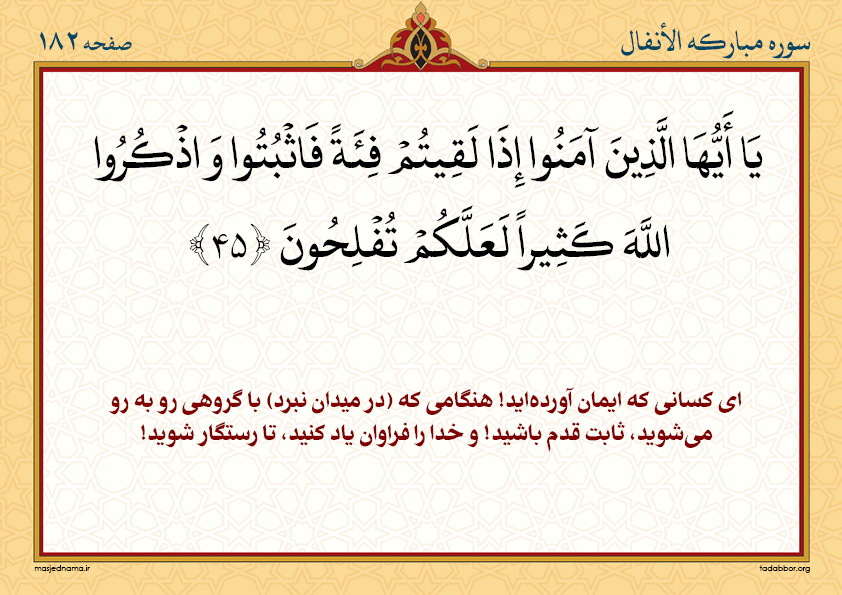 سوره مبارکه الأنفال
صفحه ۱۸۲
يَا أَيُّهَا الَّذِينَ آمَنُوا إِذَا لَقِيتُمْ فِئَةً فَاثْبُتُوا وَ اذْكُرُوا
اللَّهَ كَثِيراً لَعَلَّكُمْ تُفْلِحُونَ ﴿۴۵﴾
ای کسانی که ایمان آورده‌اید! هنگامی که (در میدان نبرد) با گروهی رو به رو
می‌شوید، ثابت قدم باشید! و خدا را فراوان یاد کنید، تا رستگار شوید!
masjednama.ir
tadabbor.org